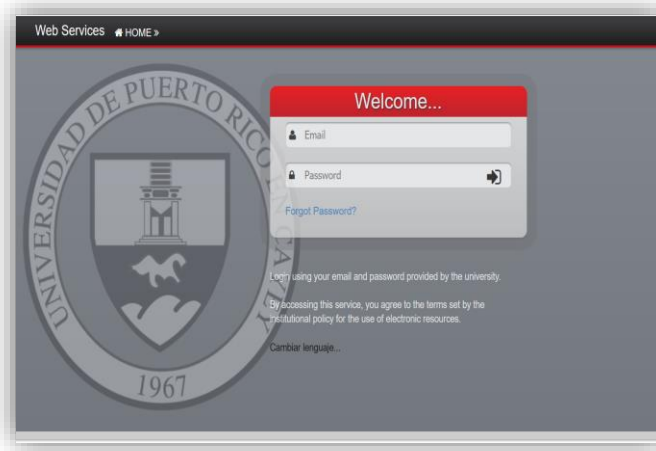 Web Services HOME »
UNIVERSIDAD DE PUERTO RICO EN CAYEY
1967
Welcome...
Email
Password
Forgot Password?
Login using your email and password provided by the university.
By accessing this service, you agree to the terms set by the
institutional policy for the use of electronic resources.
Cambiar lenguaje...